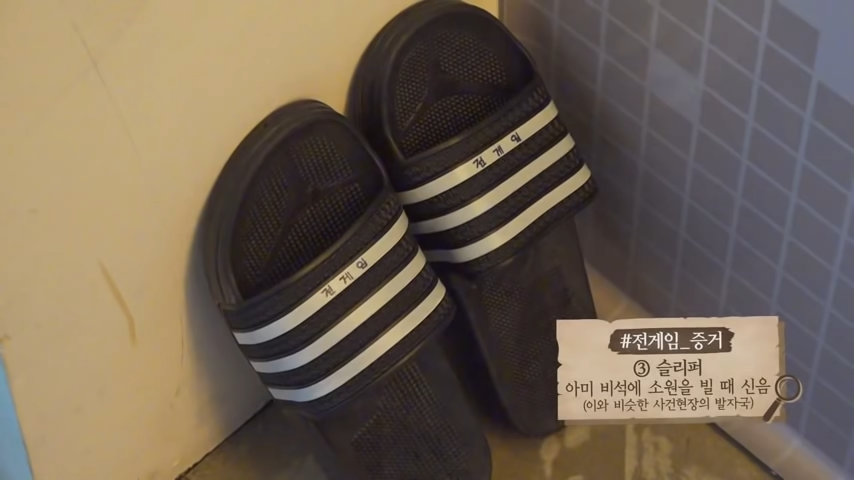 전게임
전게임
#전게임_증거
③ 슬리퍼
아미 비석에 소원을 빌 때 신음
(이와 비슷한 사건현장의 발자국)